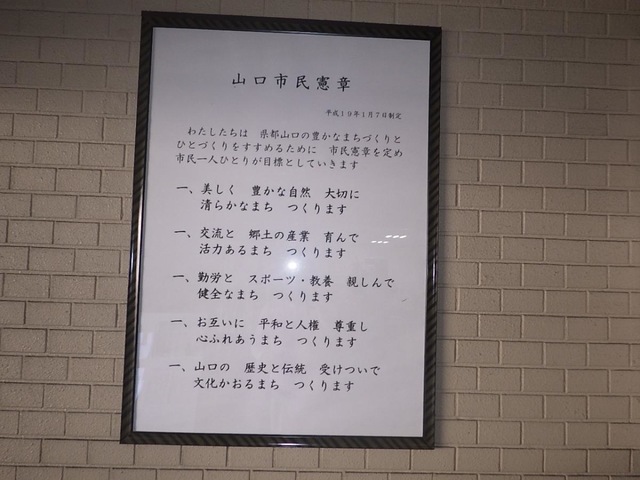 山口市民憲章
平成19年1月7日制定
わたしたちは　県都山口の豊かなまちづくりと
ひとづくりをすすめるために　市民憲章を定め
市民一人ひとりが目標としていきます
一、美しく　豊かな自然　大切に
清らかなまち　つくります
一、交流と　郷土の産業　育んで
活力あるまち　つくります
一、勤労と　スポーツ・教養　親しんで
健全なまち　つくります
一、お互いに　平和と人権　尊重し
心ふれあうまち　つくります
一、山口の　歴史と伝統　受けついで
文化かおるまち　つくります